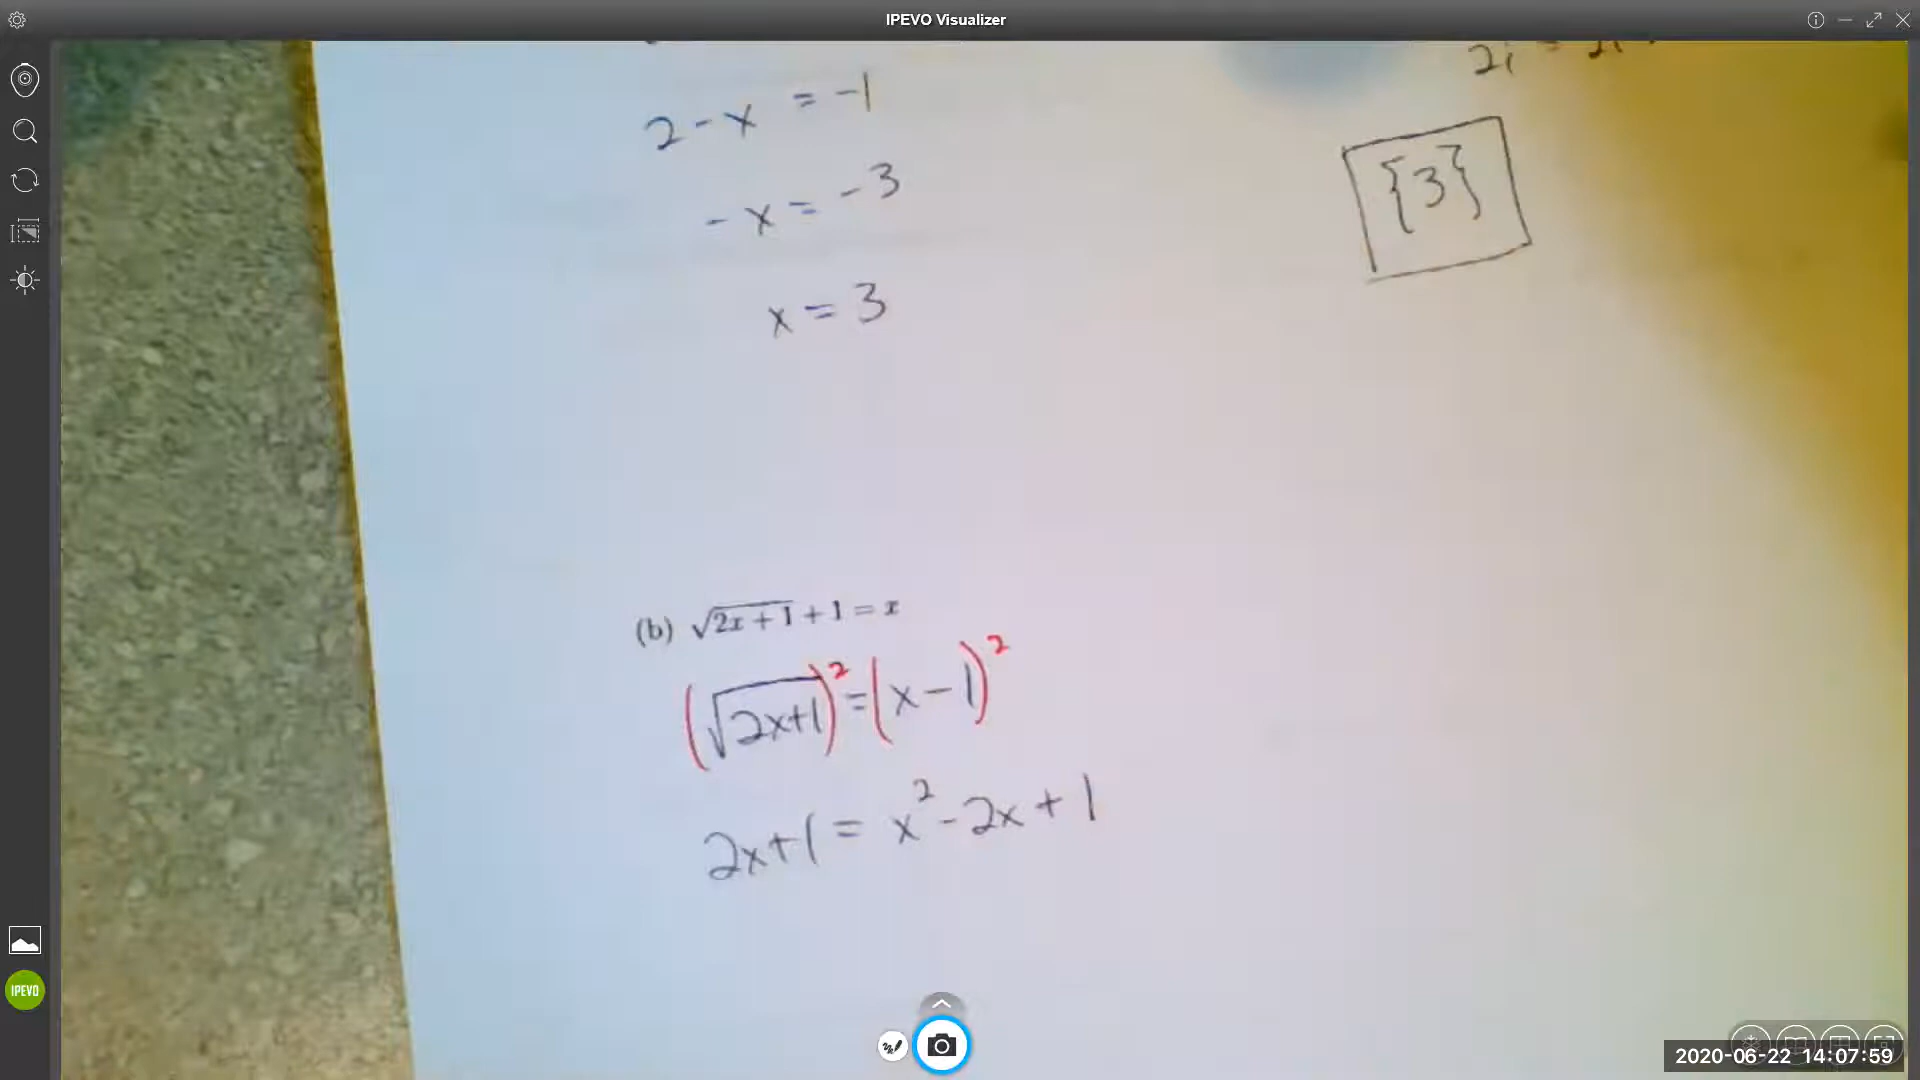 IPEVO Visualizer
2 - x = -1
- x = -3
x = 3
{3}
(b) √2x + 1 + 1 = x
(√2x+1)² = (x - 1)²
2x+1 = x² - 2x + 1
IPEVO
2020-06-22 14:07:59